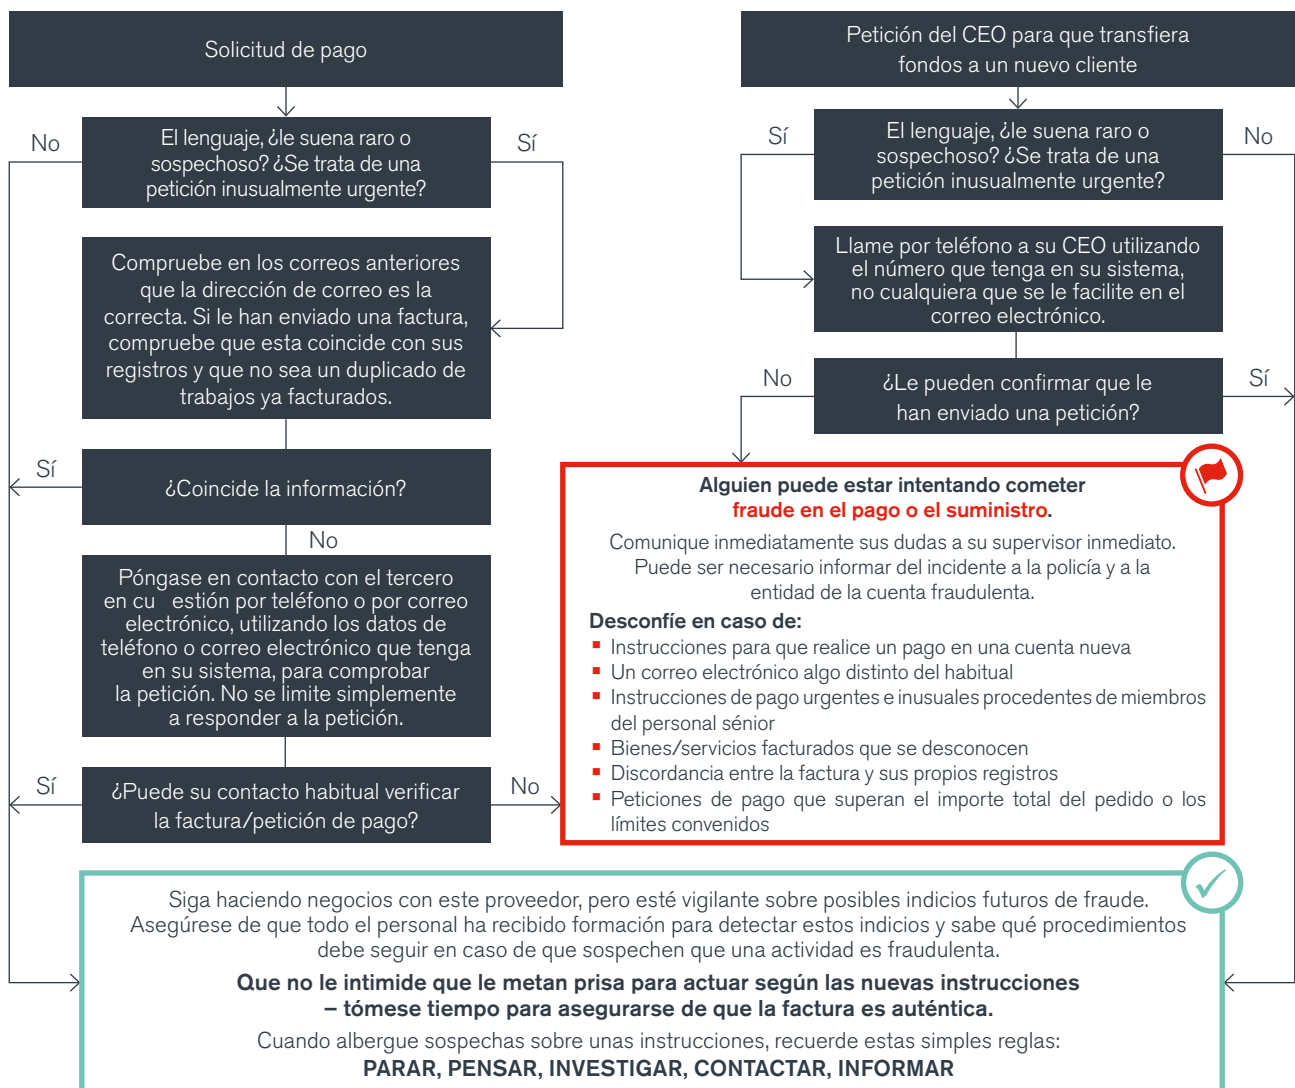 Solicitud de pago
No
El lenguaje, ¿le suena raro o
sospechoso? ¿Se trata de una
petición inusualmente urgente?
Sí
Compruebe en los correos anteriores
que la dirección de correo es la
correcta. Si le han enviado una factura,
compruebe que esta coincide con sus
registros y que no sea un duplicado de
trabajos ya facturados.
Sí
¿Coincide la información?
No
Póngase en contacto con el tercero
en cu estión por teléfono o por correo
electrónico, utilizando los datos de
teléfono o correo electrónico que tenga
en su sistema, para comprobar
la petición. No se limite simplemente
a responder a la petición.
Sí
¿Puede su contacto habitual verificar
la factura/petición de pago?
No
Petición del CEO para que transfiera
fondos a un nuevo cliente
Sí
El lenguaje, ¿le suena raro o
sospechoso? ¿Se trata de una
petición inusualmente urgente?
No
Llame por teléfono a su CEO utilizando
el número que tenga en su sistema,
no cualquiera que se le facilite en el
correo electrónico.
No
¿Le pueden confirmar que le
han enviado una petición?
Sí
Alguien puede estar intentando cometer
fraude en el pago o el suministro.
Comunique inmediatamente sus dudas a su supervisor inmediato.
Puede ser necesario informar del incidente a la policía y a la
entidad de la cuenta fraudulenta.
Desconfíe en caso de:
▪ Instrucciones para que realice un pago en una cuenta nueva
▪ Un correo electrónico algo distinto del habitual
▪ Instrucciones de pago urgentes e inusuales procedentes de miembros
del personal sénior
▪ Bienes/servicios facturados que se desconocen
▪ Discordancia entre la factura y sus propios registros
▪ Peticiones de pago que superan el importe total del pedido o los
límites convenidos
Siga haciendo negocios con este proveedor, pero esté vigilante sobre posibles indicios futuros de fraude.
Asegúrese de que todo el personal ha recibido formación para detectar estos indicios y sabe qué procedimientos
debe seguir en caso de que sospechen que una actividad es fraudulenta.
Que no le intimide que le metan prisa para actuar según las nuevas instrucciones
– tómese tiempo para asegurarse de que la factura es auténtica.
Cuando albergue sospechas sobre unas instrucciones, recuerde estas simples reglas:
PARAR, PENSAR, INVESTIGAR, CONTACTAR, INFORMAR